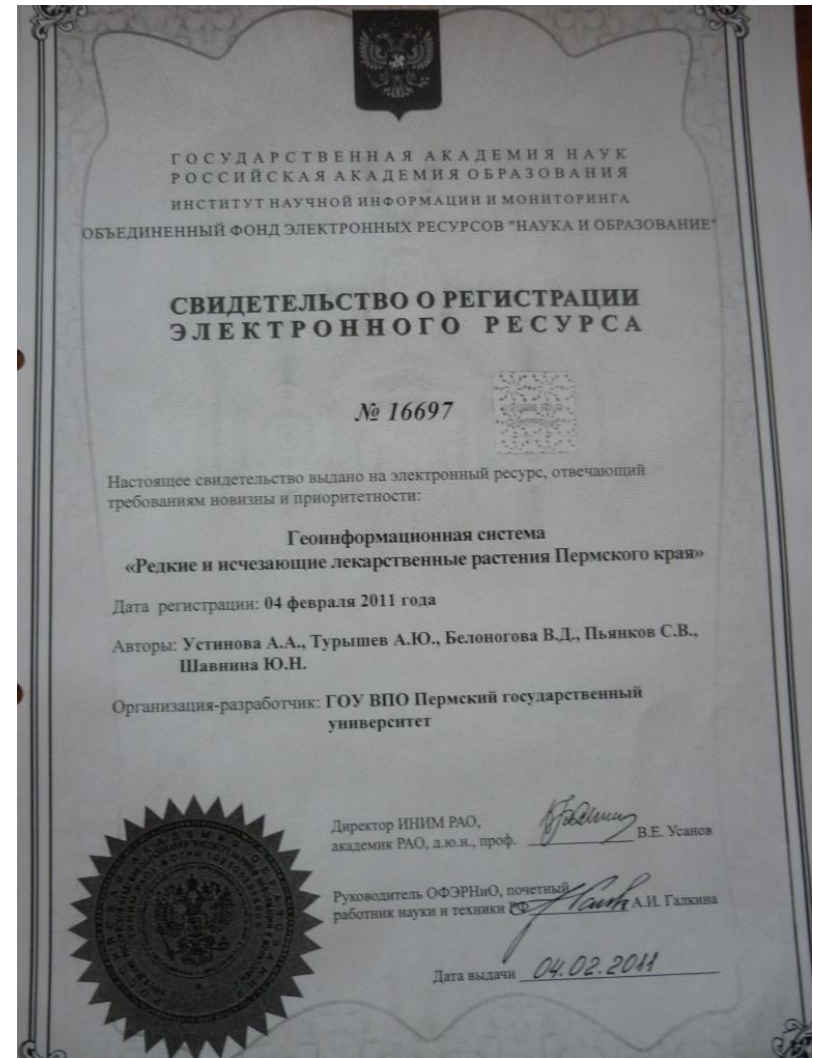 ГОСУДАРСТВЕННАЯ АКАДЕМИЯ НАУК
РОССИЙСКАЯ АКАДЕМИЯ ОБРАЗОВАНИЯ
ИНСТИТУТ НАУЧНОЙ ИНФОРМАЦИИ И МОНИТОРИНГА
ОБЪЕДИНЕННЫЙ ФОНД ЭЛЕКТРОННЫХ РЕСУРСОВ "НАУКА И ОБРАЗОВАНИЕ"
СВИДЕТЕЛЬСТВО О РЕГИСТРАЦИИ
ЭЛЕКТРОННОГО РЕСУРСА
№ 16697
Настоящее свидетельство выдано на электронный ресурс, отвечающий
требованиям новизны и приоритетности:
Геоинформационная система
«Редкие и исчезающие лекарственные растения Пермского края»
Дата регистрации: 04 февраля 2011 года
Авторы: Устинова А.А., Турышев А.Ю., Белоногова В.Д., Пьянков С.В.,
Шавнина Ю.Н.
Организация-разработчик: ГОУ ВПО Пермский государственный
университет
Директор ИНИМ РАО,
академик РАО, д.ю.н., проф. В.Е. Усанов
Руководитель ОФЭРНиО, почетный
работник науки и техники РФ А.И. Галкина
Дата выдачи 04.02.2011